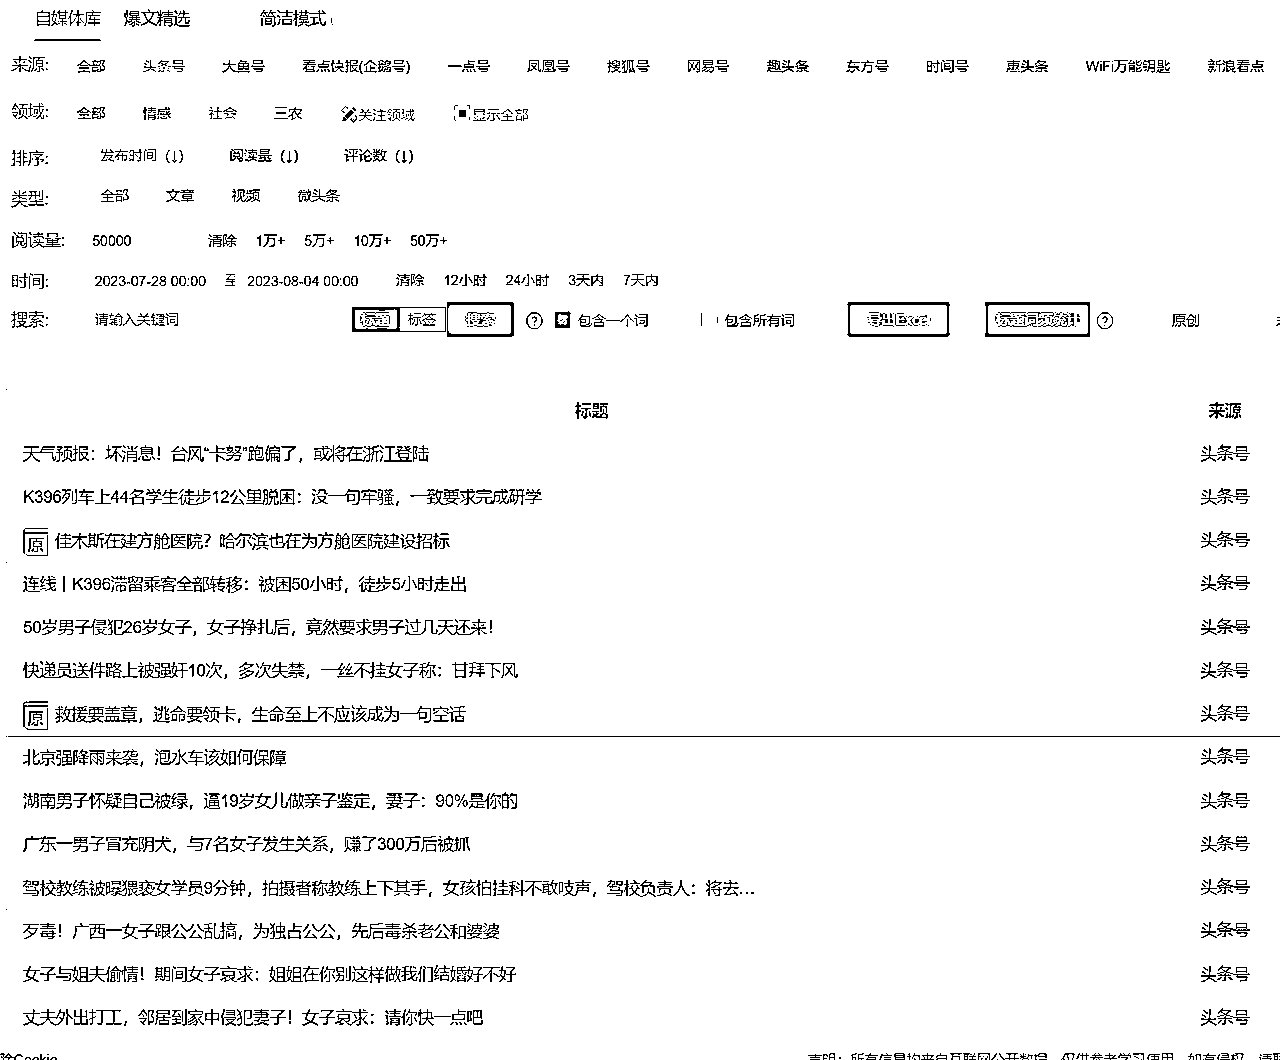 自媒体库 爆文精选 简洁模式
来源: 全部 头条号 大鱼号 看点快报(企鹅号) 一点号 凤凰号 搜狐号 网易号 趣头条 东方号 时间号 惠头条 WiFi万能钥匙 新浪看点
领域: 全部 情感 社会 三农 关注领域 显示全部
排序: 发布时间 (↓) 阅读量 (↓) 评论数 (↓)
类型: 全部 文章 视频 微头条
阅读量: 50000 清除 1万+ 5万+ 10万+ 50万+
时间: 2023-07-28 00:00 至 2023-08-04 00:00 清除 12小时 24小时 3天内 7天内
搜索: 请输入关键词 标题 标签 搜索 ? 包含一个词 包含所有词 导出Excel 标题词频统计 ? 原创
标题 来源
天气预报：坏消息！台风“卡努”跑偏了，或将在浙江登陆 头条号
K396列车上44名学生徒步12公里脱困：没一句牢骚，一致要求完成研学 头条号
原 佳木斯在建方舱医院？哈尔滨也在为方舱医院建设招标 头条号
连线丨K396滞留乘客全部转移：被困50小时，徒步5小时走出 头条号
50岁男子侵犯26岁女子，女子挣扎后，竟然要求男子过几天还来！ 头条号
快递员送件路上被强奸10次，多次失禁，一丝不挂女子称：甘拜下风 头条号
原 救援要盖章，逃命要领卡，生命至上不应该成为一句空话 头条号
北京强降雨来袭，泡水车该如何保障 头条号
湖南男子怀疑自己被绿，逼19岁女儿做亲子鉴定，妻子：90%是你的 头条号
广东一男子冒充阴犬，与7名女子发生关系，赚了300万后被抓 头条号
驾校教练被曝猥亵女学员9分钟，拍摄者称教练上下其手，女孩怕挂科不敢吱声，驾校负责人：将去... 头条号
歹毒！广西一女子跟公公乱搞，为独占公公，先后毒杀老公和婆婆 头条号
女子与姐夫偷情！期间女子哀求：姐姐在你别这样做我们结婚好不好 头条号
丈夫外出打工，邻居到家中侵犯妻子！女子哀求：请你快一点吧 头条号
除Cookie 声明：所有信息均来自互联网公开数据，仅供参考学习使用，如有侵权，请联